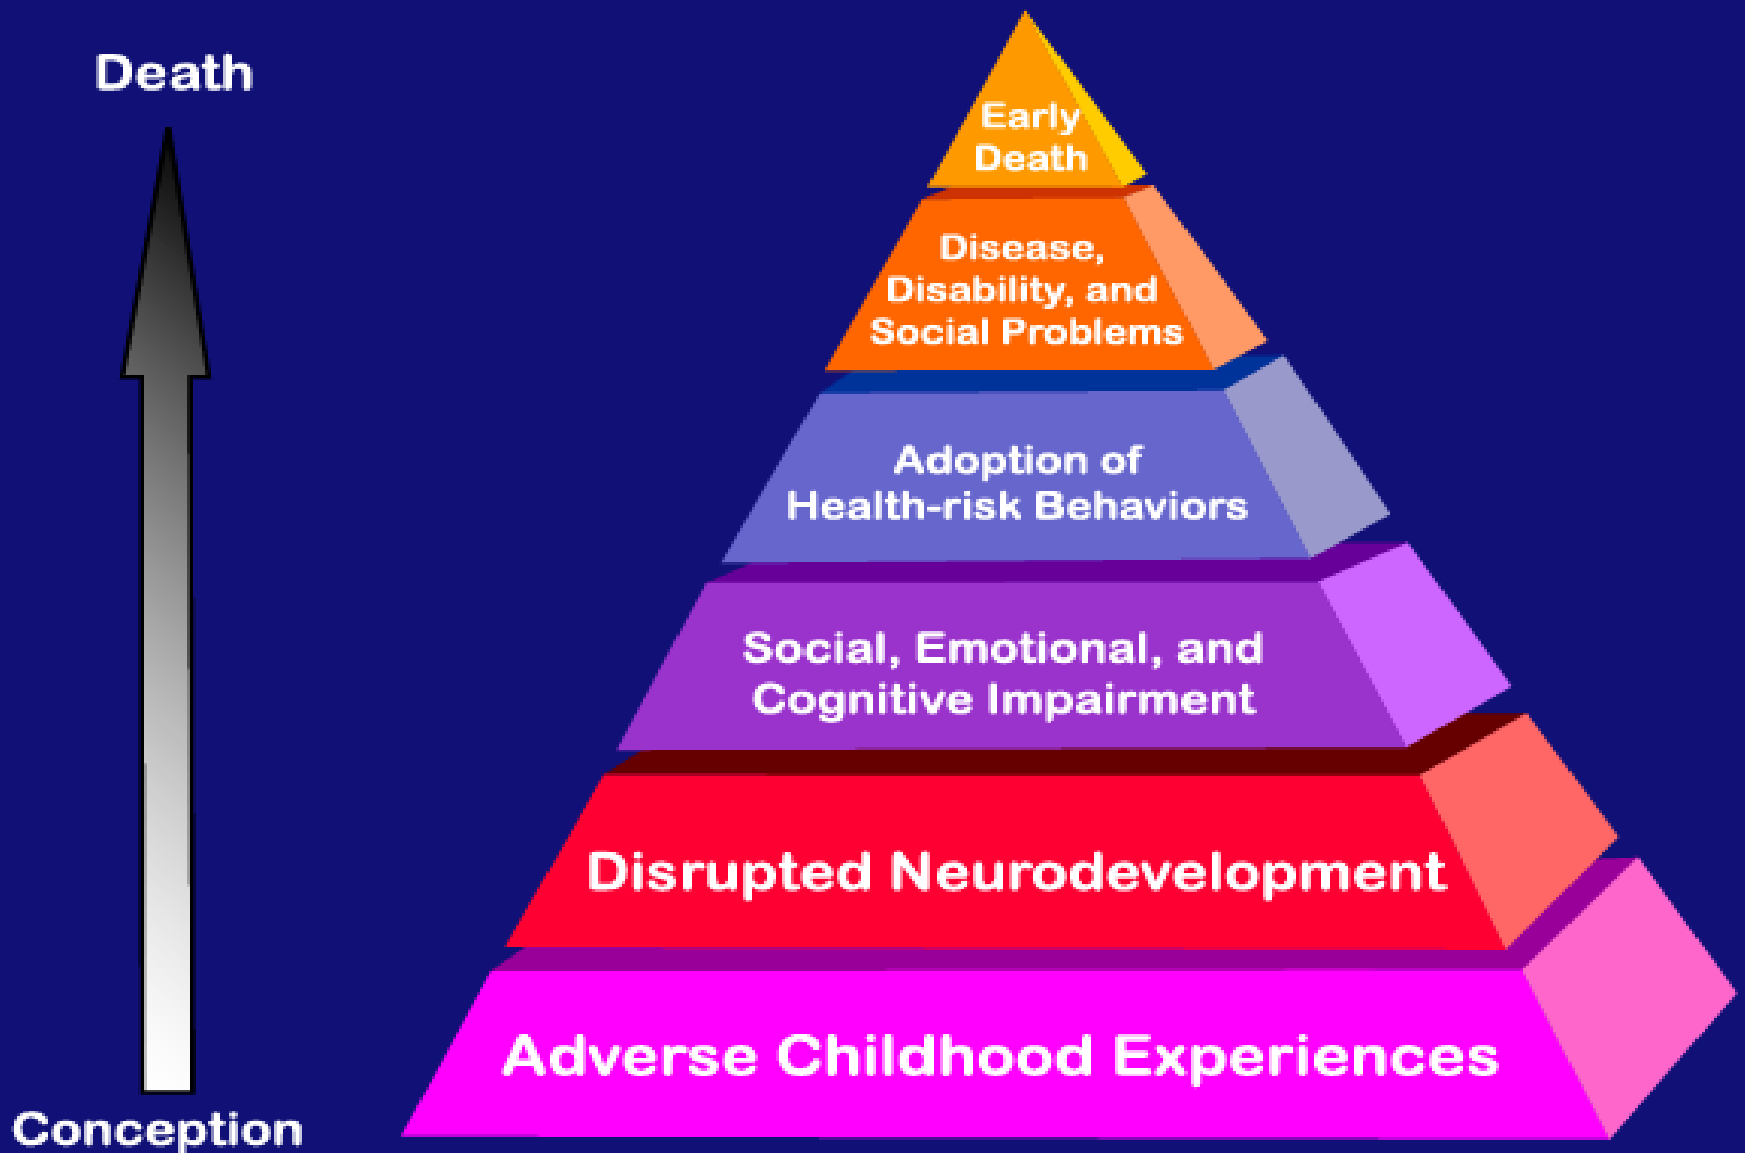 Death
Early
Death
Disease,
Disability, and
Social Problems
Adoption of
Health-risk Behaviors
Social, Emotional, and
Cognitive Impairment
Disrupted Neurodevelopment
Adverse Childhood Experiences
Conception